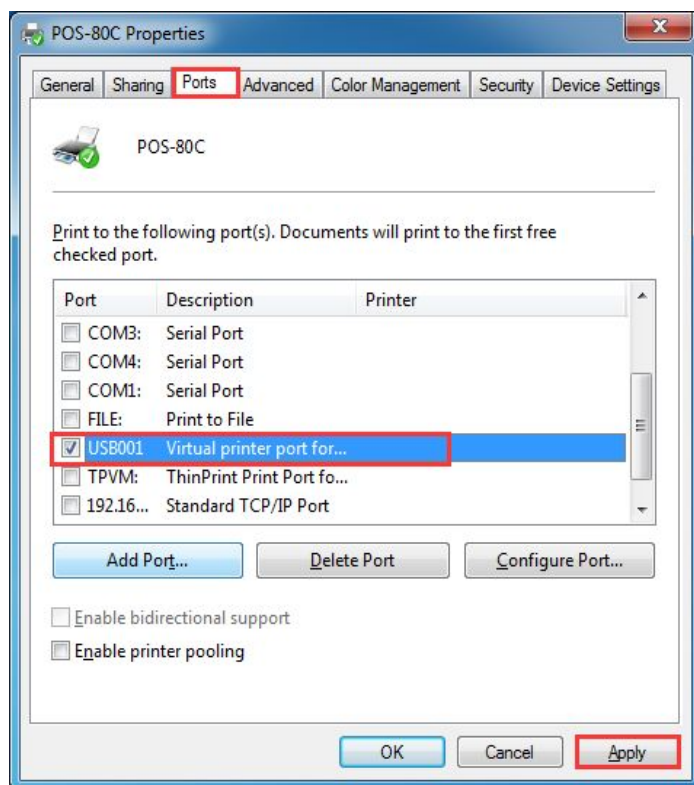 POS-80C Properties
General Sharing Ports Advanced Color Management Security Device Settings
POS-80C
Print to the following port(s). Documents will print to the first free
checked port.
Port Description Printer
COM3: Serial Port
COM4: Serial Port
COM1: Serial Port
FILE: Print to File
USB001 Virtual printer port for...
TPVM: ThinPrint Print Port fo...
192.16... Standard TCP/IP Port
Add Port... Delete Port Configure Port...
Enable bidirectional support
Enable printer pooling
OK Cancel Apply